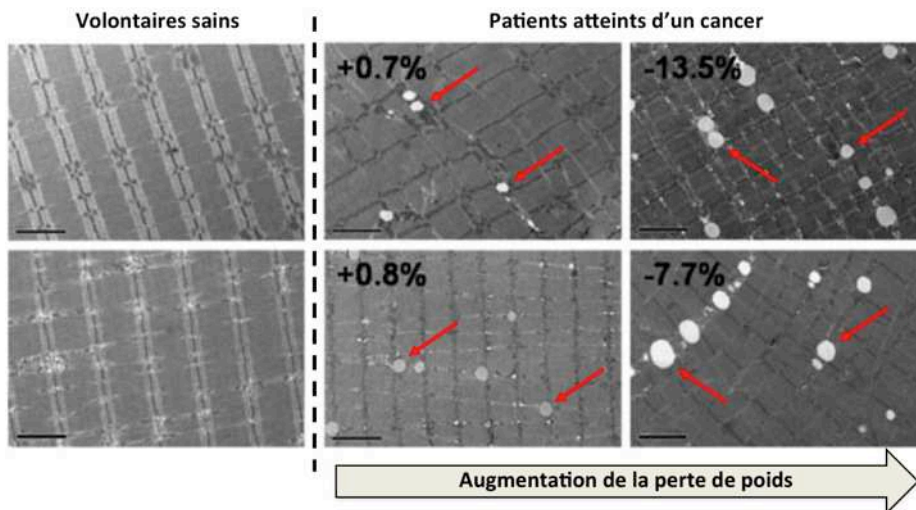 Volontaires sains
Patients atteints d’un cancer
+0.7%
-13.5%
+0.8%
-7.7%
Augmentation de la perte de poids